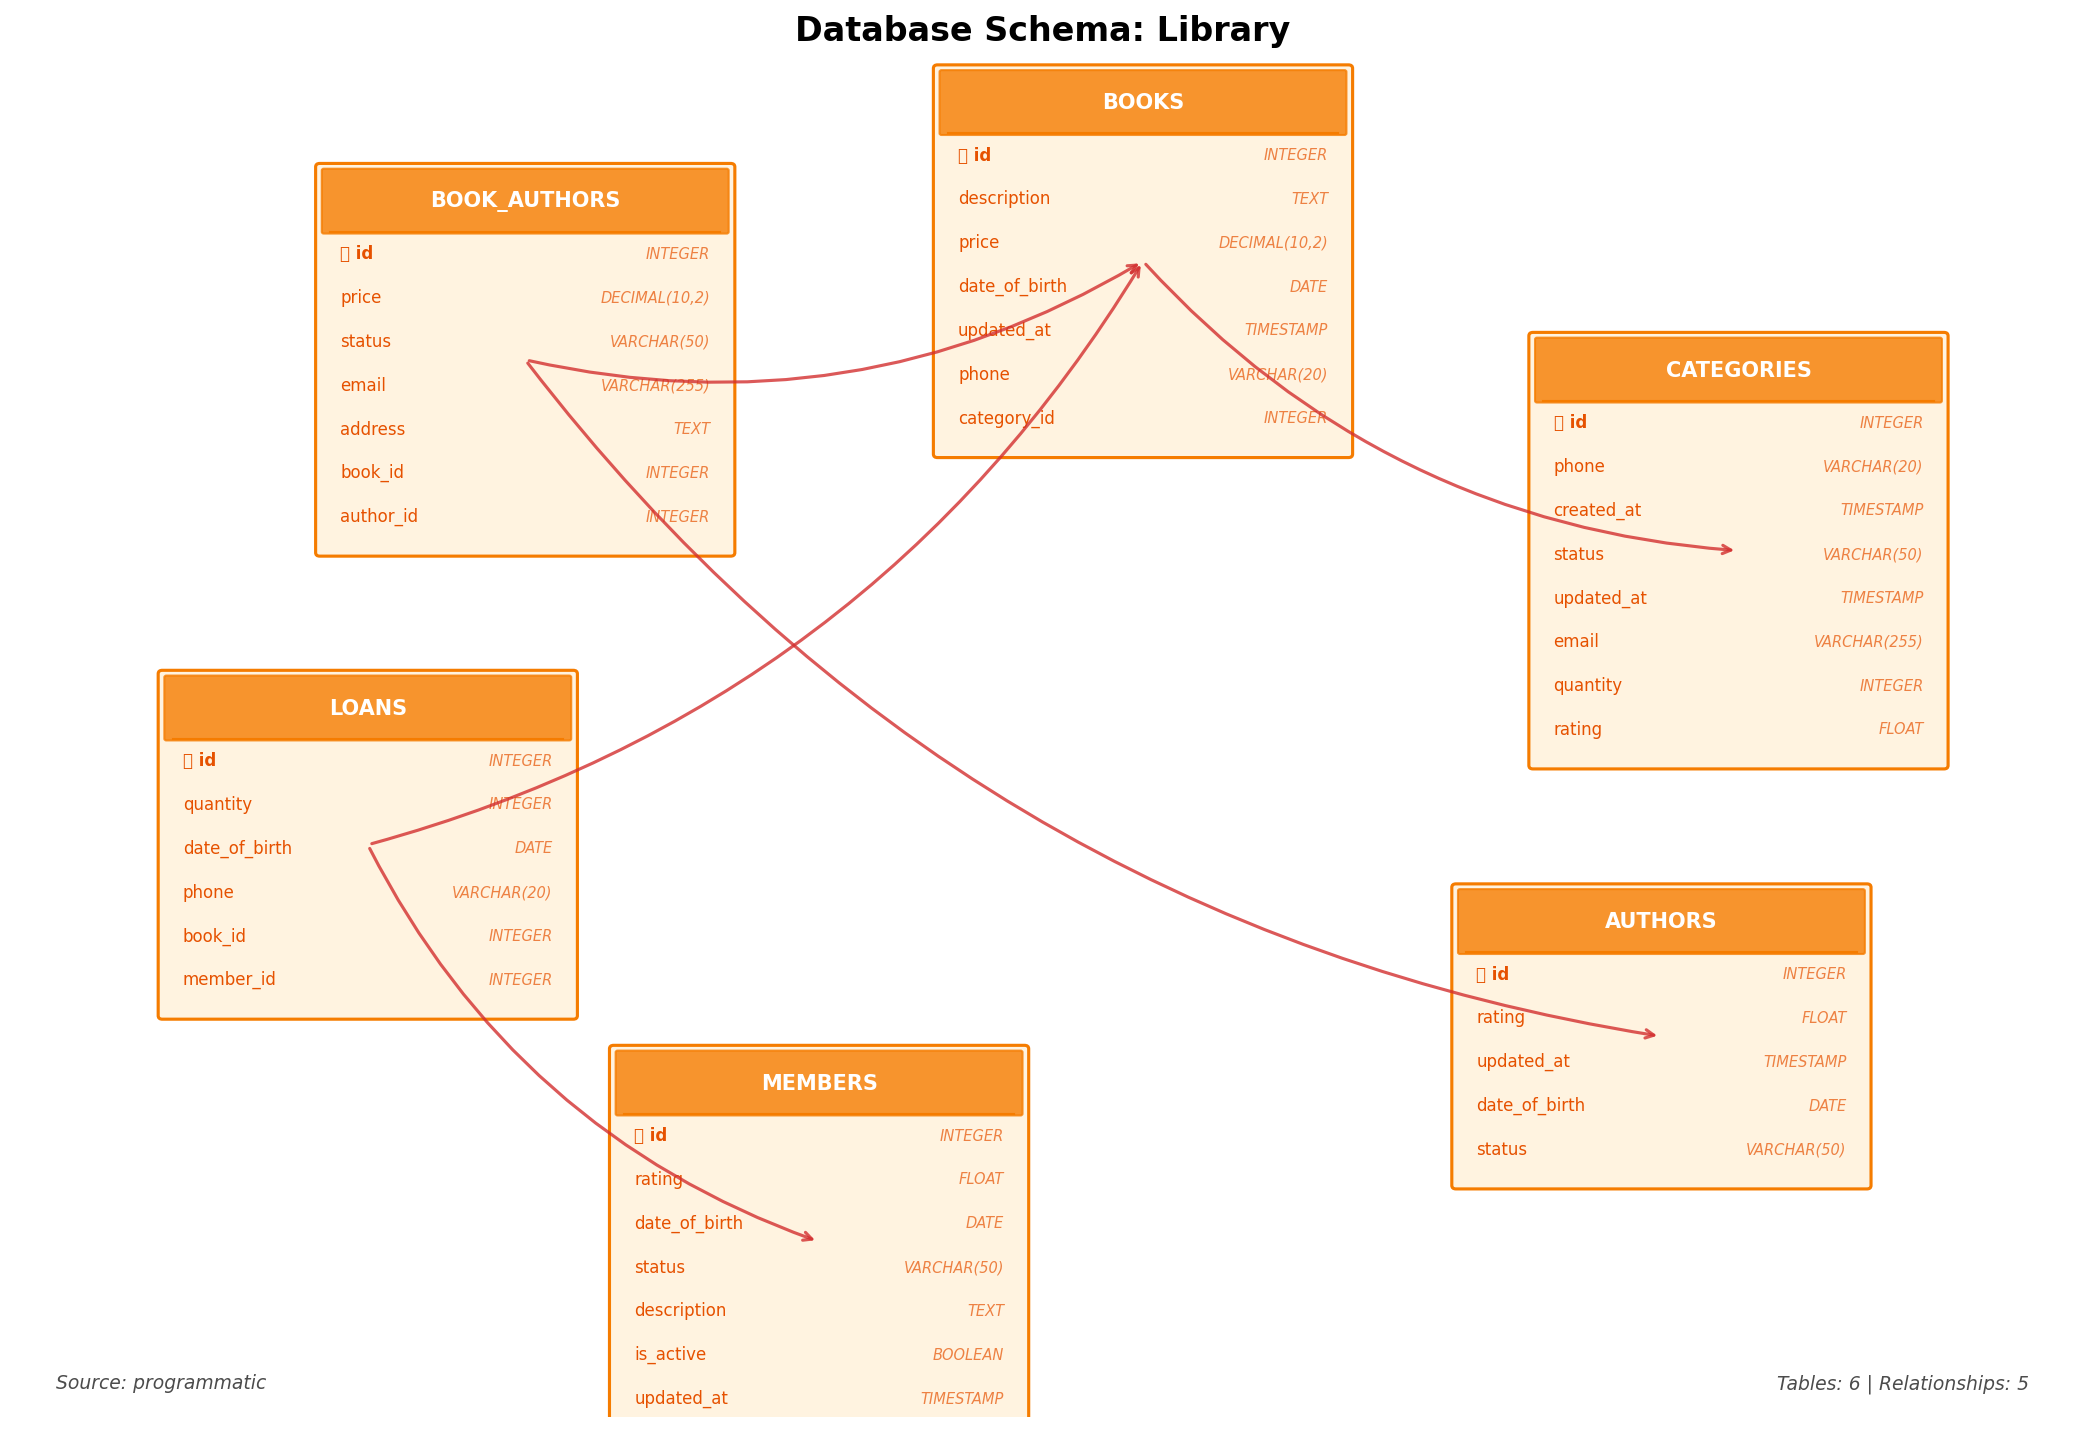 Database Schema: Library
BOOKS
id INTEGER
description TEXT
price DECIMAL(10,2)
date_of_birth DATE
updated_at TIMESTAMP
phone VARCHAR(20)
category_id INTEGER
BOOK_AUTHORS
id INTEGER
price DECIMAL(10,2)
status VARCHAR(50)
email VARCHAR(255)
address TEXT
book_id INTEGER
author_id INTEGER
CATEGORIES
id INTEGER
phone VARCHAR(20)
created_at TIMESTAMP
status VARCHAR(50)
updated_at TIMESTAMP
email VARCHAR(255)
quantity INTEGER
rating FLOAT
LOANS
id INTEGER
quantity INTEGER
date_of_birth DATE
phone VARCHAR(20)
book_id INTEGER
member_id INTEGER
AUTHORS
id INTEGER
rating FLOAT
updated_at TIMESTAMP
date_of_birth DATE
status VARCHAR(50)
MEMBERS
id INTEGER
rating FLOAT
date_of_birth DATE
status VARCHAR(50)
description TEXT
is_active BOOLEAN
updated_at TIMESTAMP
Source: programmatic
Tables: 6 | Relationships: 5